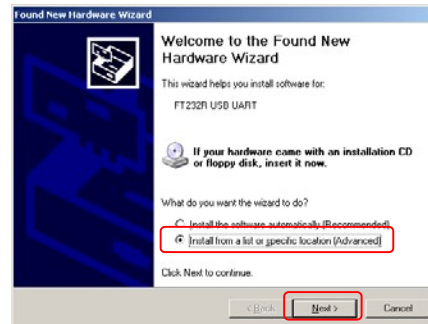 Found New Hardware Wizard
Welcome to the Found New
Hardware Wizard
This wizard helps you install software for:
FT232R USB UART
If your hardware came with an installation CD
or floppy disk, insert it now.
What do you want the wizard to do?
Install the software automatically (Recommended)
Install from a list or specific location (Advanced)
Click Next to continue.
< Back
Next >
Cancel